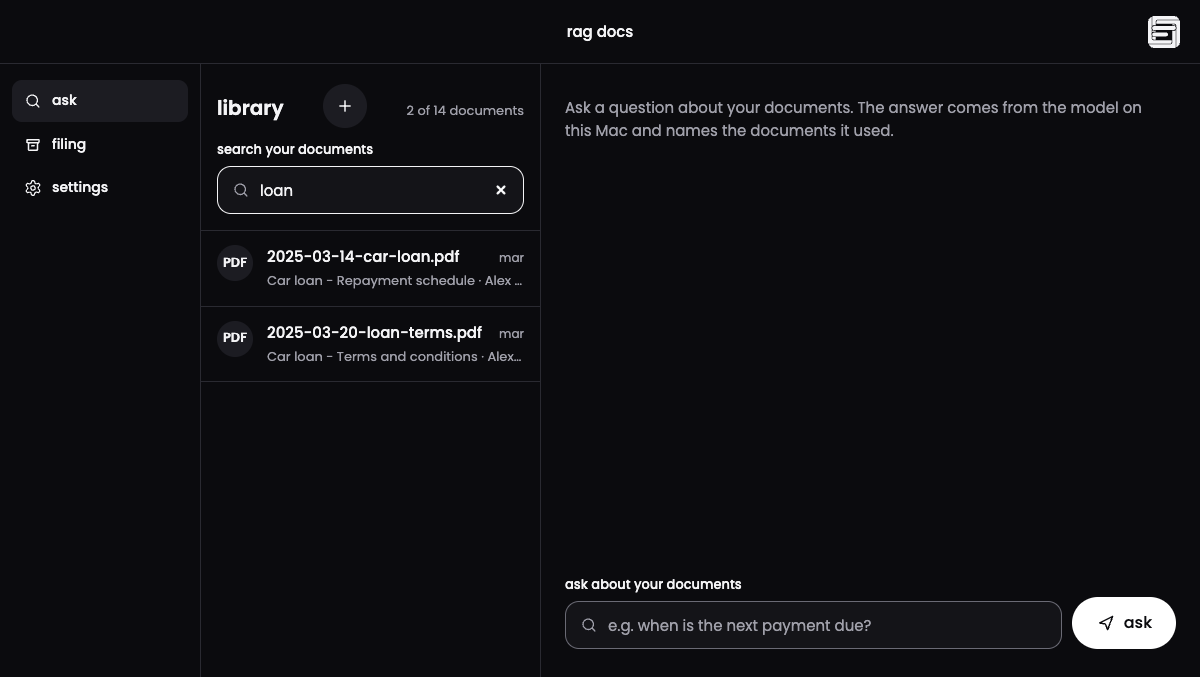 rag docs
ask
filing
settings
library
+
2 of 14 documents
search your documents
loan
PDF
2025-03-14-car-loan.pdf
mar
Car loan - Repayment schedule · Alex ...
PDF
2025-03-20-loan-terms.pdf
mar
Car loan - Terms and conditions · Alex...
Ask a question about your documents. The answer comes from the model on
this Mac and names the documents it used.
ask about your documents
e.g. when is the next payment due?
ask